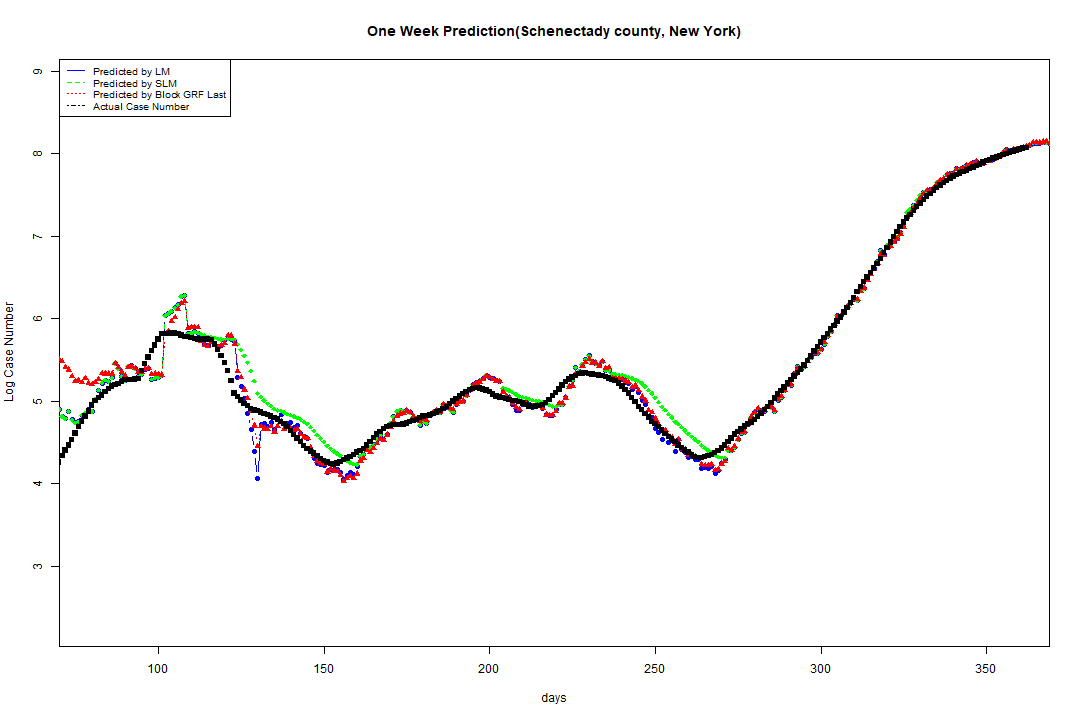 One Week Prediction(Schenectady county, New York)
Predicted by LM
Predicted by SLM
Predicted by Block GRF Last
Actual Case Number
9
8
7
6
5
4
3
Log Case Number
100 150 200 250 300 350
days